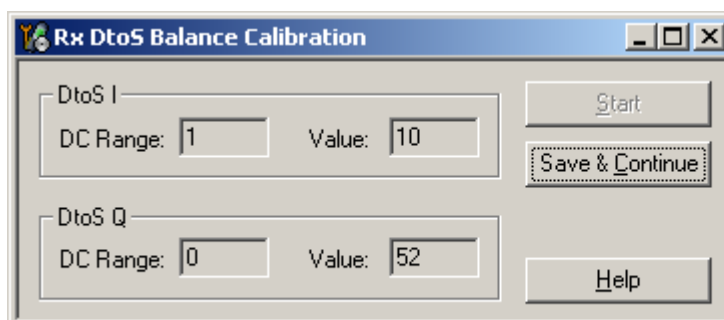 Rx DtoS Balance Calibration
DtoS I
DC Range: 1 Value: 10
Start
Save & Continue
DtoS Q
DC Range: 0 Value: 52
Help